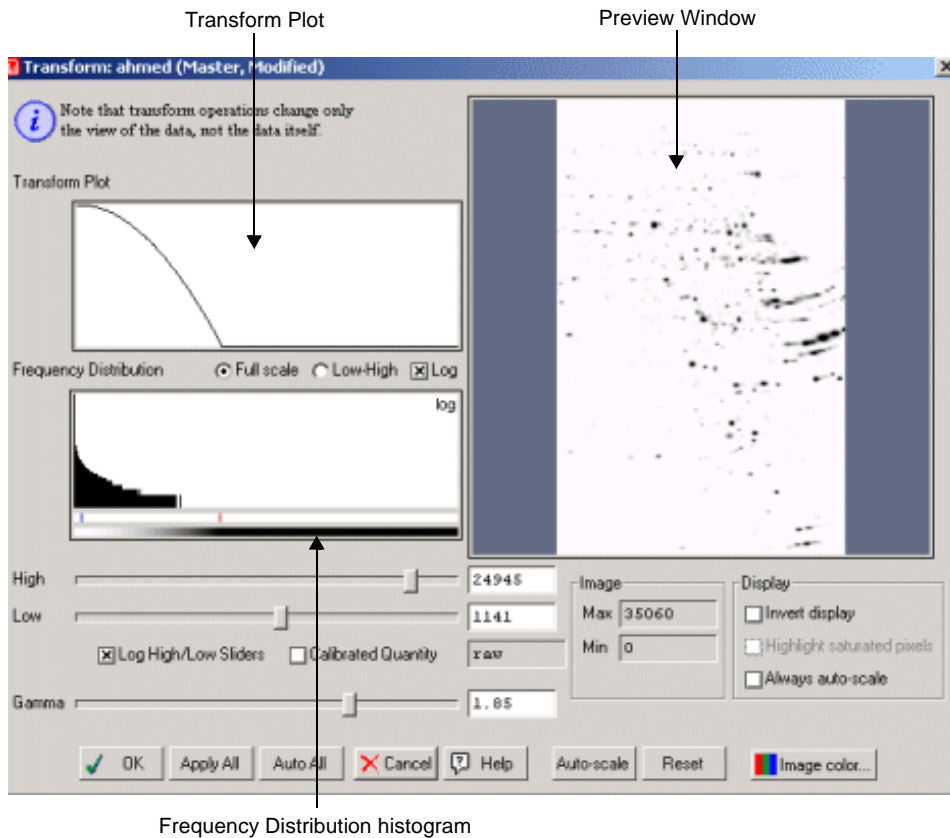 Transform Plot
Preview Window
Transform: ahmed (Master, Modified)
Note that transform operations change only
the view of the data, not the data itself.
Transform Plot
Frequency Distribution
Full scale
Low-High
Log
log
High
24945
Low
1141
Log High/Low Sliders
Calibrated Quantity
raw
Gamma
1.85
Image
Max 35060
Min 0
Display
Invert display
Highlight saturated pixels
Always auto-scale
OK
Apply All
Auto All
Cancel
Help
Auto-scale
Reset
Image color...
Frequency Distribution histogram